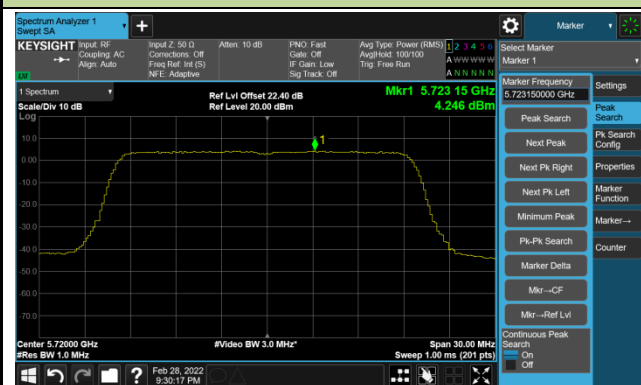 Spectrum Analyzer 1
Swept SA
Marker
KEYSIGHT
Input: RF
Coupling: AC
Align: Auto
Input Z: 50 Ω
Corrections: Off
Freq Ref: Int (S)
NFE: Adaptive
Atten: 10 dB
PNO: Fast
Gate: Off
IF Gain: Low
Sig Track: Off
Avg Type: Power (RMS)
Avg|Hold: 100/100
Trig: Free Run
1 2 3 4 5 6
A W W W W W
A N N N N N
Select Marker
Marker 1
LXI
1 Spectrum
Scale/Div 10 dB
Log
Ref Lvl Offset 22.40 dB
Ref Level 20.00 dBm
Mkr1 5.723 15 GHz
4.246 dBm
Marker Frequency
5.723150000 GHz
Settings
Peak Search
Peak
Search
Next Peak
Pk Search
Config
Next Pk Right
Properties
Next Pk Left
Marker
Function
Minimum Peak
Marker→
Pk-Pk Search
Counter
Marker Delta
Mkr→CF
Mkr→Ref Lvl
Continuous Peak
Search
On
Off
1
10.0
0.00
-10.0
-20.0
-30.0
-40.0
-50.0
-60.0
-70.0
Center 5.72000 GHz
#Res BW 1.0 MHz
#Video BW 3.0 MHz*
Span 30.00 MHz
Sweep 1.00 ms (201 pts)
?
Feb 28, 2022
9:30:17 PM